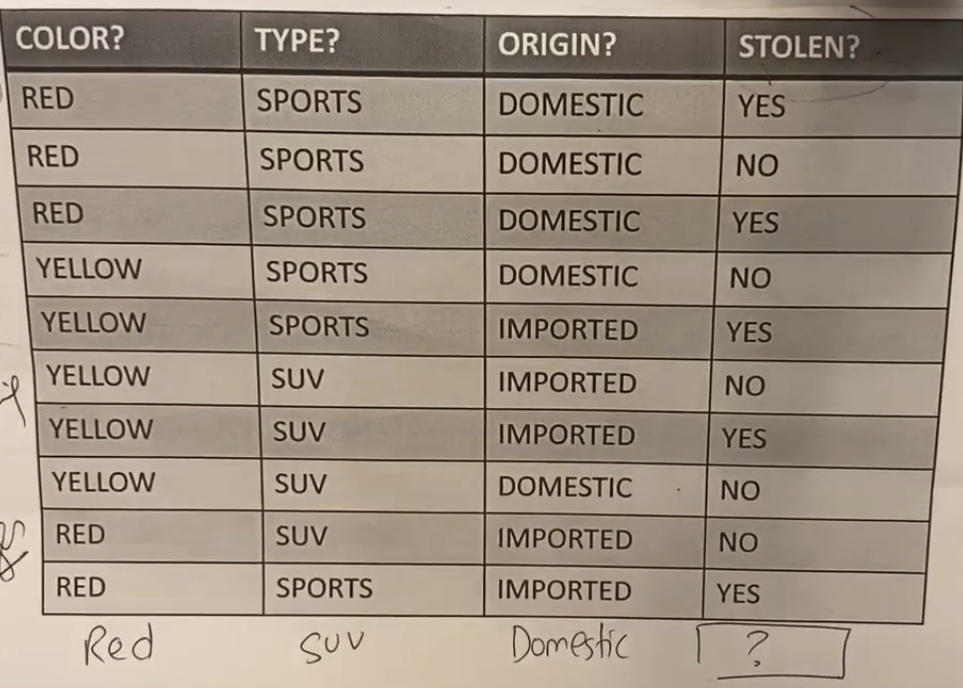 COLOR? TYPE? ORIGIN? STOLEN?
RED SPORTS DOMESTIC YES
RED SPORTS DOMESTIC NO
RED SPORTS DOMESTIC YES
YELLOW SPORTS DOMESTIC NO
YELLOW SPORTS IMPORTED YES
YELLOW SUV IMPORTED NO
YELLOW SUV IMPORTED YES
YELLOW SUV DOMESTIC NO
RED SUV IMPORTED NO
RED SPORTS IMPORTED YES
Red SUV Domestic ?